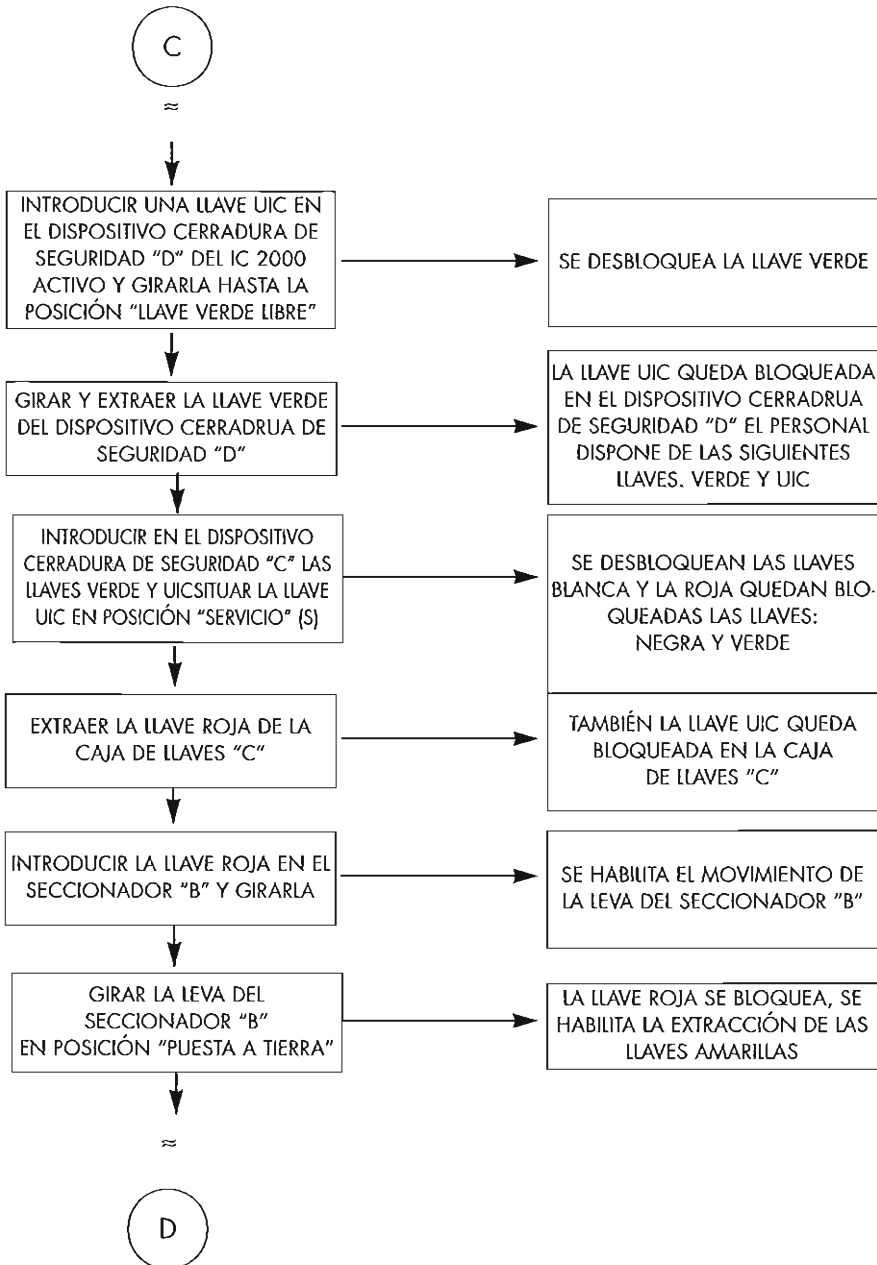 C
≈
INTRODUCIR UNA LLAVE UIC EN
EL DISPOSITIVO CERRADURA DE
SEGURIDAD "D" DEL IC 2000
ACTIVO Y GIRARLA HASTA LA
POSICIÓN "LLAVE VERDE LIBRE"
SE DESBLOQUEA LA LLAVE VERDE
GIRAR Y EXTRAER LA LLAVE VERDE
DEL DISPOSITIVO CERRADRUA DE
SEGURIDAD "D"
LA LLAVE UIC QUEDA BLOQUEADA
EN EL DISPOSITIVO CERRADRUA
DE SEGURIDAD "D" EL PERSONAL
DISPONE DE LAS SIGUIENTES
LLAVES. VERDE Y UIC
INTRODUCIR EN EL DISPOSITIVO
CERRADURA DE SEGURIDAD "C" LAS
LLAVES VERDE Y UICSITUAR LA LLAVE
UIC EN POSICIÓN "SERVICIO" (S)
SE DESBLOQUEAN LAS LLAVES
BLANCA Y LA ROJA QUEDAN BLO-
QUEADAS LAS LLAVES:
NEGRA Y VERDE
EXTRAER LA LLAVE ROJA DE LA
CAJA DE LLAVES "C"
TAMBIÉN LA LLAVE UIC QUEDA
BLOQUEADA EN LA CAJA
DE LLAVES "C"
INTRODUCIR LA LLAVE ROJA EN EL
SECCIONADOR "B" Y GIRARLA
SE HABILITA EL MOVIMIENTO DE
LA LEVA DEL SECCIONADOR "B"
GIRAR LA LEVA DEL
SECCIONADOR "B"
EN POSICIÓN "PUESTA A TIERRA"
LA LLAVE ROJA SE BLOQUEA, SE
HABILITA LA EXTRACCIÓN DE LAS
LLAVES AMARILLAS
≈
D